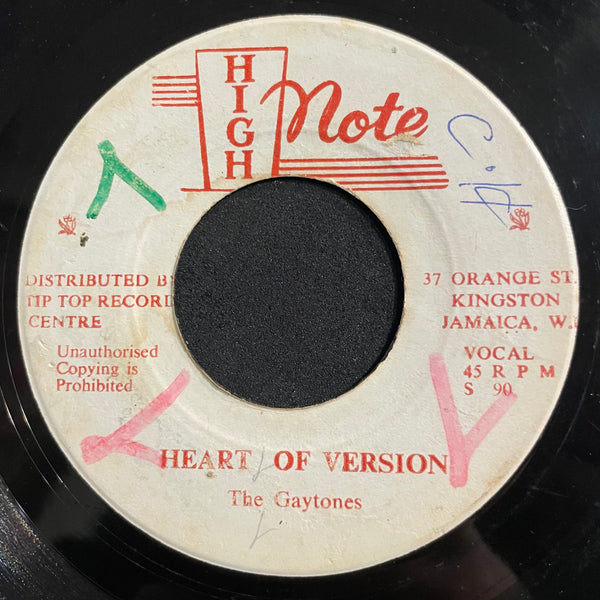 HIGH Note
C.H.
DISTRIBUTED BY
TIP TOP RECORD
CENTRE
37 ORANGE ST.
KINGSTON
JAMAICA, W.I
Unauthorised
Copying is
Prohibited
VOCAL
45 R P M
S 90
HEART OF VERSION
The Gaytones